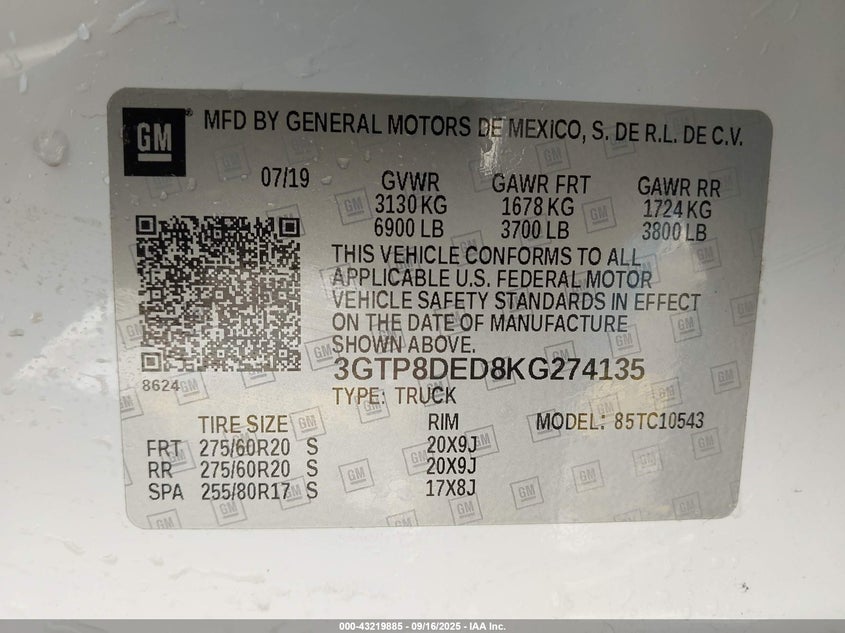 GM® MFD BY GENERAL MOTORS DE MEXICO, S. DE R.L. DE C.V.
07/19 GVWR GAWR FRT GAWR RR
3130 KG 1678 KG 1724 KG
6900 LB 3700 LB 3800 LB
THIS VEHICLE CONFORMS TO ALL
APPLICABLE U.S. FEDERAL MOTOR
VEHICLE SAFETY STANDARDS IN EFFECT
ON THE DATE OF MANUFACTURE
SHOWN ABOVE.
8624
3GTP8DED8KG274135
TYPE: TRUCK
TIRE SIZE RIM MODEL: 85TC10543
FRT 275/60R20 S 20X9J
RR 275/60R20 S 20X9J
SPA 255/80R17 S 17X8J
000-43219885 - 09/16/2025 - IAA Inc.